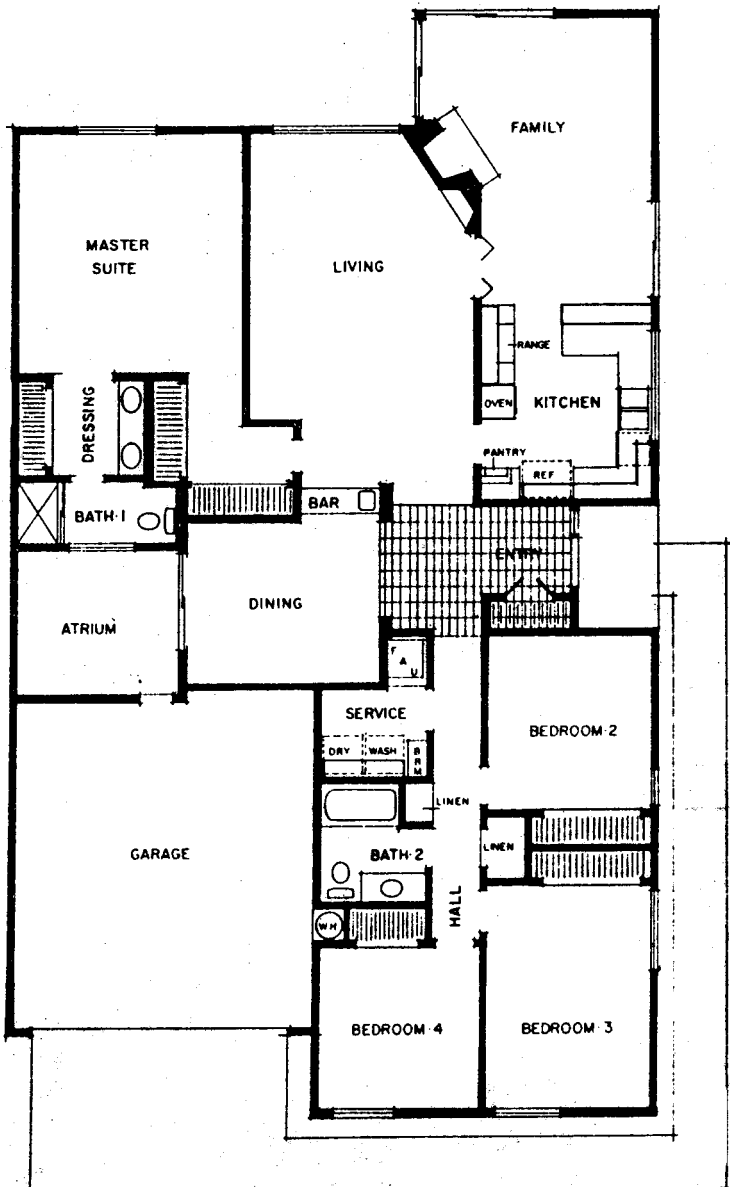 FAMILY
MASTER
SUITE
LIVING
RANGE
DRESSING
OVEN
KITCHEN
PANTRY
REF
BAR
BATH·1
ENTRY
DINING
ATRIUM
F
A
U
SERVICE
BEDROOM·2
DRY
WASH
B
R
M
LINEN
GARAGE
BATH·2
LINEN
HALL
WH
BEDROOM·4
BEDROOM·3